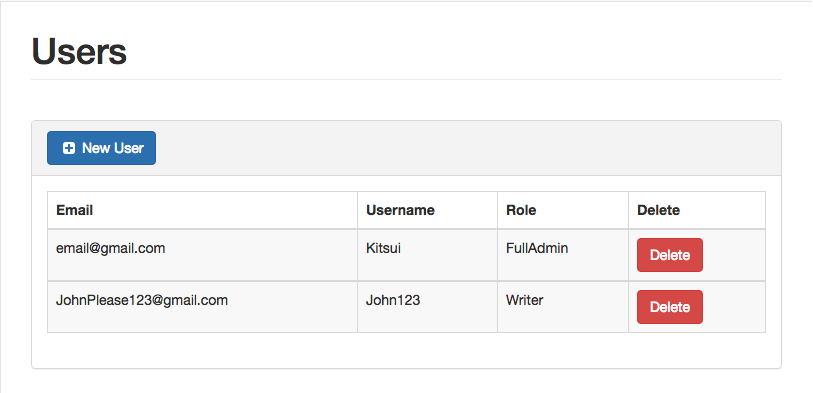 Users
New User
Email Username Role Delete
email@gmail.com Kitsui FullAdmin Delete
JohnPlease123@gmail.com John123 Writer Delete